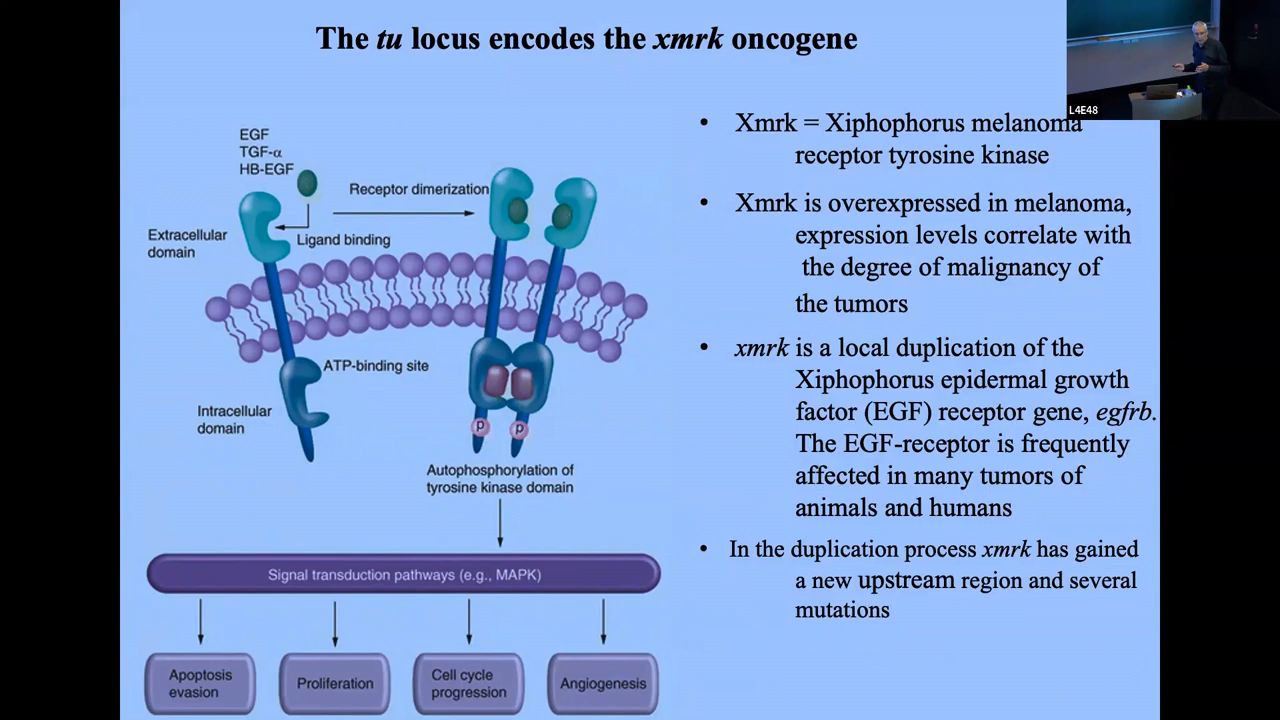 The tu locus encodes the xmrk oncogene
L4E48
EGF
TGF-α
HB-EGF
Receptor dimerization
Ligand binding
Extracellular
domain
ATP-binding site
Intracellular
domain
p
p
Autophosphorylation of
tyrosine kinase domain
Signal transduction pathways (e.g., MAPK)
Apoptosis
evasion
Proliferation
Cell cycle
progression
Angiogenesis
• Xmrk = Xiphophorus melanoma
receptor tyrosine kinase
• Xmrk is overexpressed in melanoma,
expression levels correlate with
the degree of malignancy of
the tumors
• xmrk is a local duplication of the
Xiphophorus epidermal growth
factor (EGF) receptor gene, egfrb.
The EGF-receptor is frequently
affected in many tumors of
animals and humans
• In the duplication process xmrk has gained
a new upstream region and several
mutations